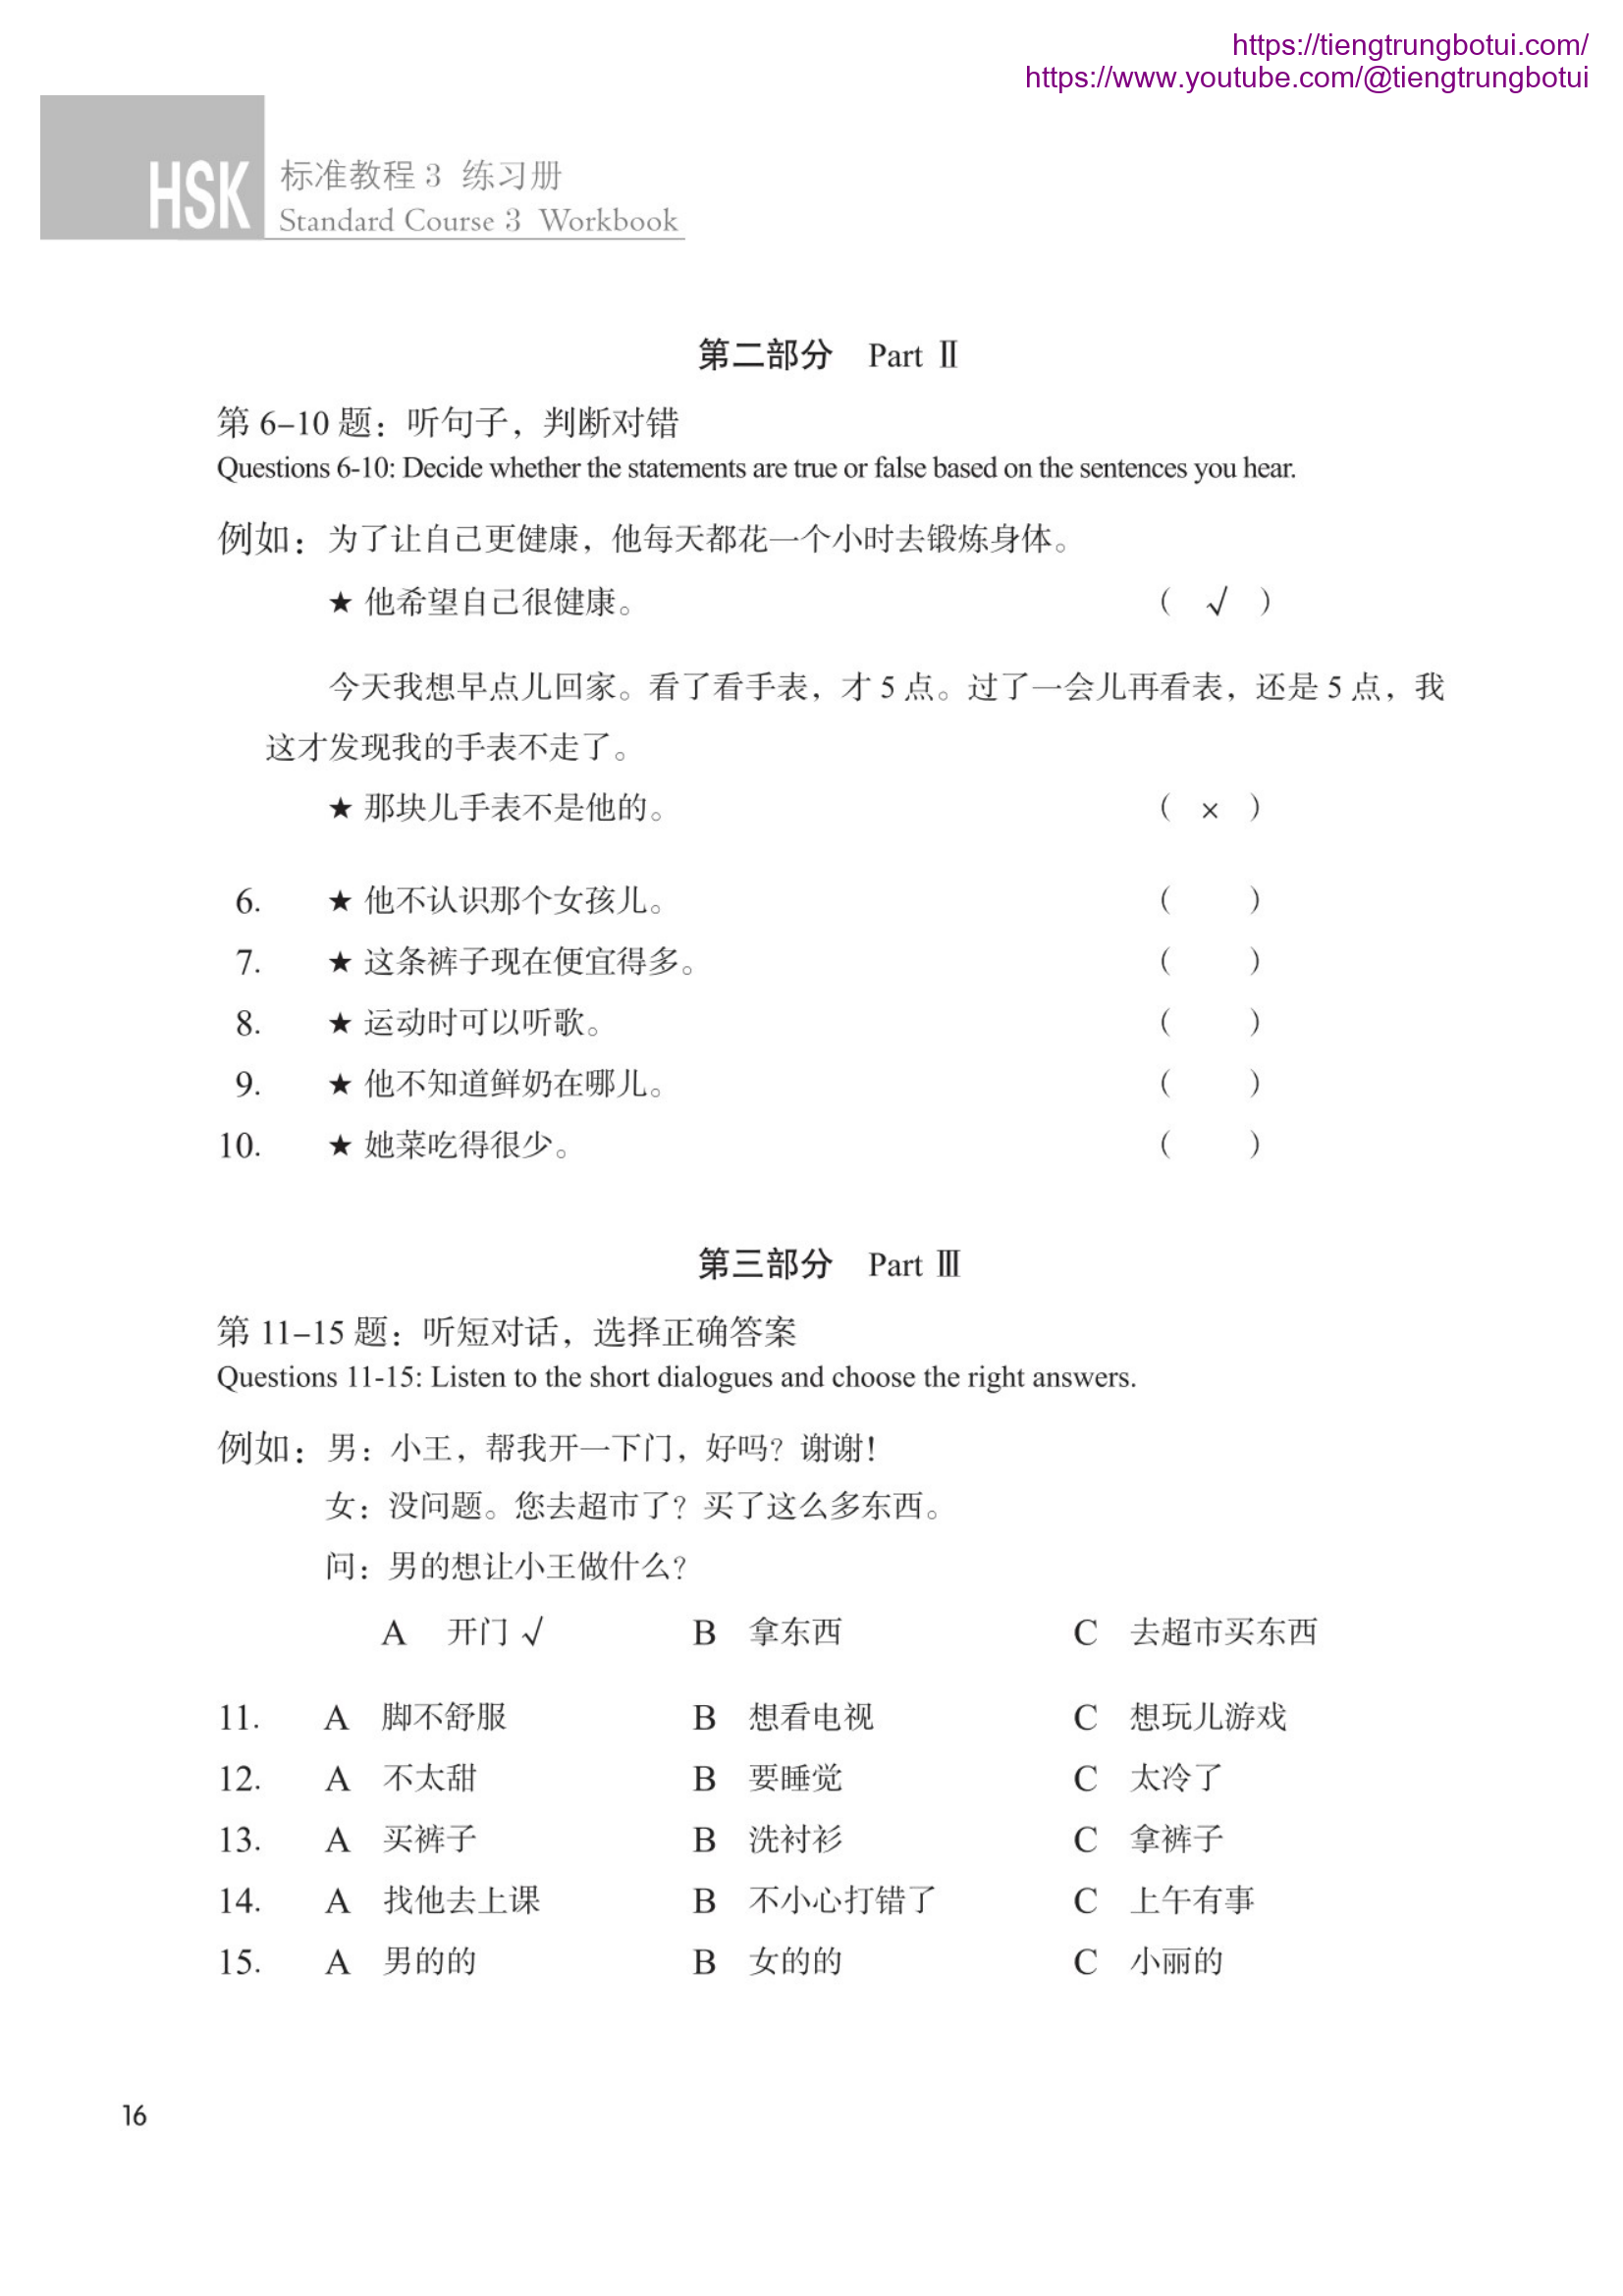 https://tiengtrungbotui.com/
https://www.youtube.com/@tiengtrungbotui
HSK 标准教程 3 练习册
Standard Course 3 Workbook
第二部分 Part Ⅱ
第 6–10 题：听句子，判断对错
Questions 6-10: Decide whether the statements are true or false based on the sentences you hear.
例如：为了让自己更健康，他每天都花一个小时去锻炼身体。
★ 他希望自己很健康。 （ √ ）
今天我想早点儿回家。看了看手表，才 5 点。过了一会儿再看表，还是 5 点，我
这才发现我的手表不走了。
★ 那块儿手表不是他的。 （ × ）
6. ★ 他不认识那个女孩儿。 （ ）
7. ★ 这条裤子现在便宜得多。 （ ）
8. ★ 运动时可以听歌。 （ ）
9. ★ 他不知道鲜奶在哪儿。 （ ）
10. ★ 她菜吃得很少。 （ ）
第三部分 Part Ⅲ
第 11–15 题：听短对话，选择正确答案
Questions 11-15: Listen to the short dialogues and choose the right answers.
例如：男：小王，帮我开一下门，好吗？谢谢！
女：没问题。您去超市了？买了这么多东西。
问：男的想让小王做什么？
A 开门 √ B 拿东西 C 去超市买东西
11. A 脚不舒服 B 想看电视 C 想玩儿游戏
12. A 不太甜 B 要睡觉 C 太冷了
13. A 买裤子 B 洗衬衫 C 拿裤子
14. A 找他去上课 B 不小心打错了 C 上午有事
15. A 男的的 B 女的的 C 小丽的
16